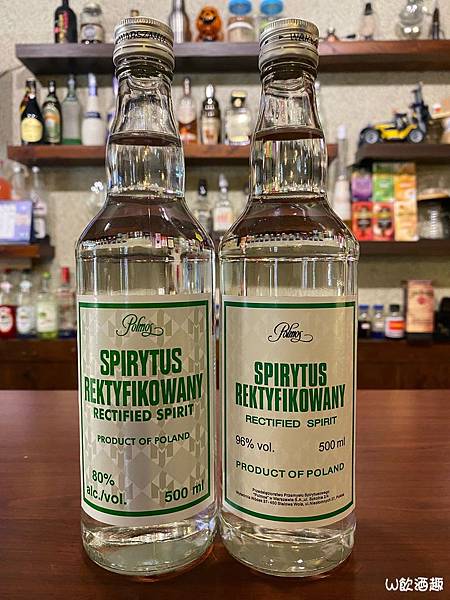 Polmos
SPIRYTUS
REKTYFIKOWANY
RECTIFIED SPIRIT
PRODUCT OF POLAND
80%
alc./vol.
500 ml
Polmos
SPIRYTUS
REKTYFIKOWANY
RECTIFIED SPIRIT
96% vol.
500 ml
PRODUCT OF POLAND
W飲酒趣